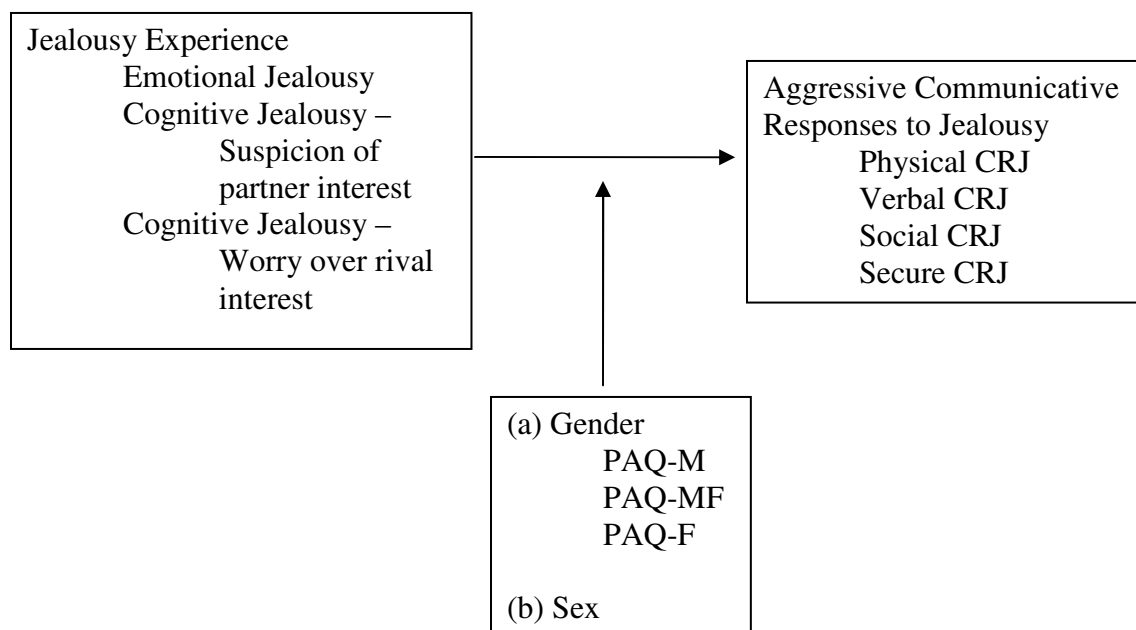 Jealousy Experience
Emotional Jealousy
Cognitive Jealousy –
Suspicion of
partner interest
Cognitive Jealousy –
Worry over rival
interest
Aggressive Communicative
Responses to Jealousy
Physical CRJ
Verbal CRJ
Social CRJ
Secure CRJ
(a) Gender
PAQ-M
PAQ-MF
PAQ-F
(b) Sex